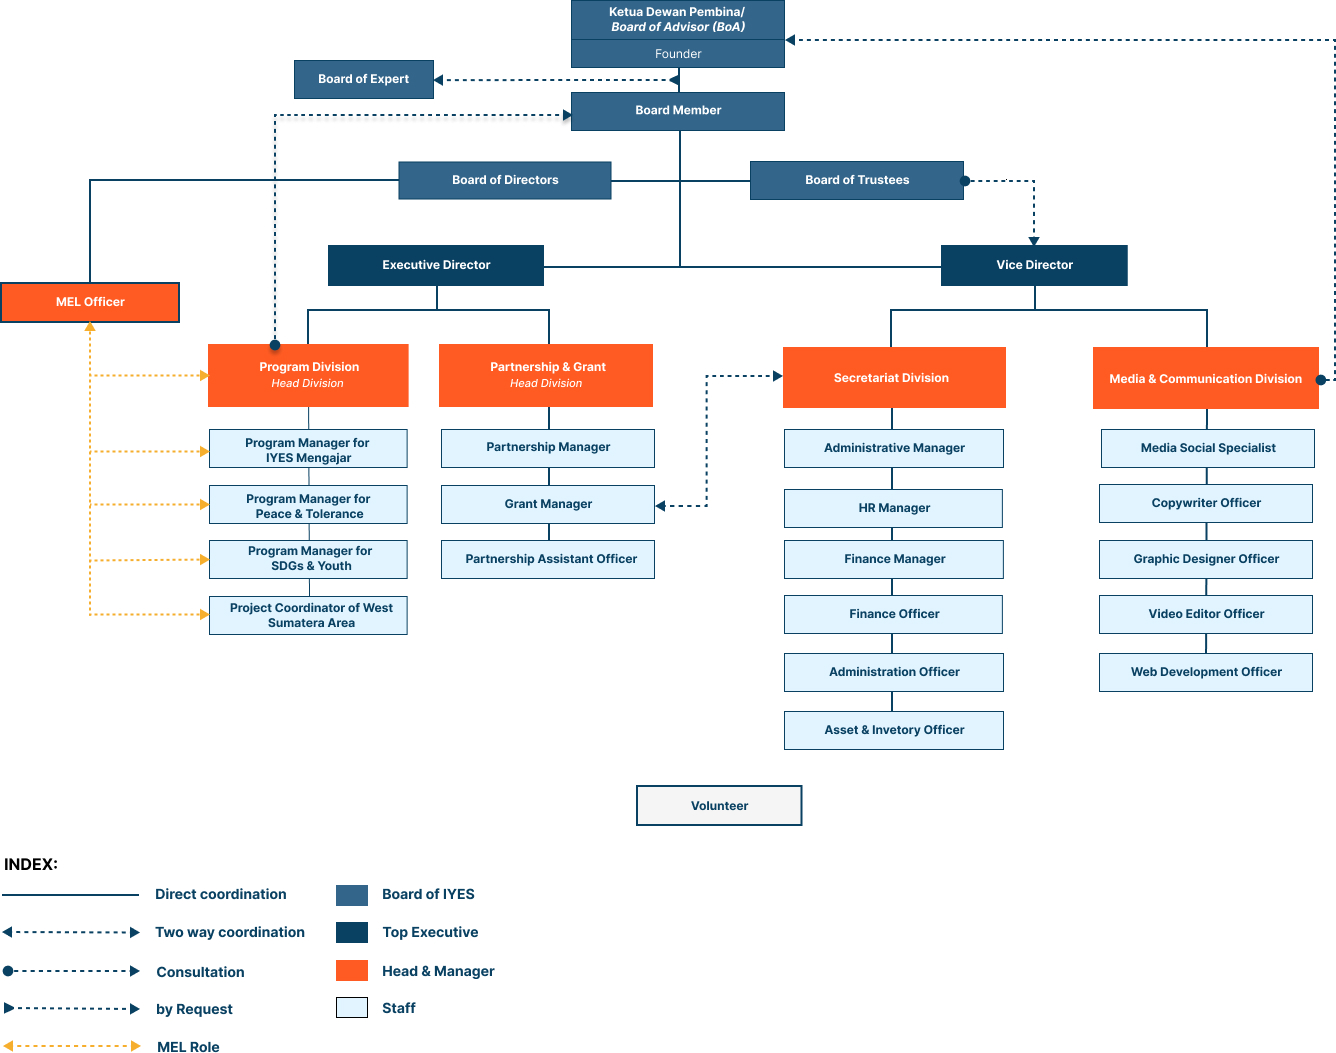 Ketua Dewan Pembina/
Board of Advisor (BoA)
Founder
Board of Expert
Board Member
Board of Directors
Board of Trustees
Executive Director
Vice Director
MEL Officer
Program Division
Head Division
Partnership & Grant
Head Division
Secretariat Division
Media & Communication Division
Program Manager for
IYES Mengajar
Program Manager for
Peace & Tolerance
Program Manager for
SDGs & Youth
Project Coordinator of West
Sumatera Area
Partnership Manager
Grant Manager
Partnership Assistant Officer
Administrative Manager
HR Manager
Finance Manager
Finance Officer
Administration Officer
Asset & Invetory Officer
Media Social Specialist
Copywriter Officer
Graphic Designer Officer
Video Editor Officer
Web Development Officer
Volunteer
INDEX:
Direct coordination
Two way coordination
Consultation
by Request
MEL Role
Board of IYES
Top Executive
Head & Manager
Staff